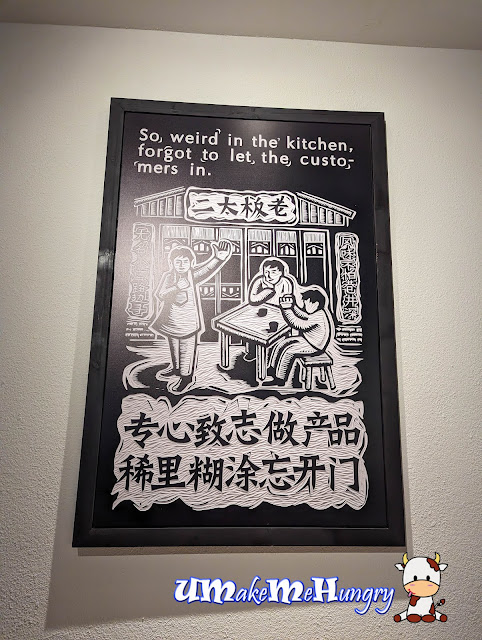 So weird in the kitchen,
forgot to let the custo-
mers in.
二太板老
专心致志做产品
稀里糊涂忘开门
UMakeMeHungry